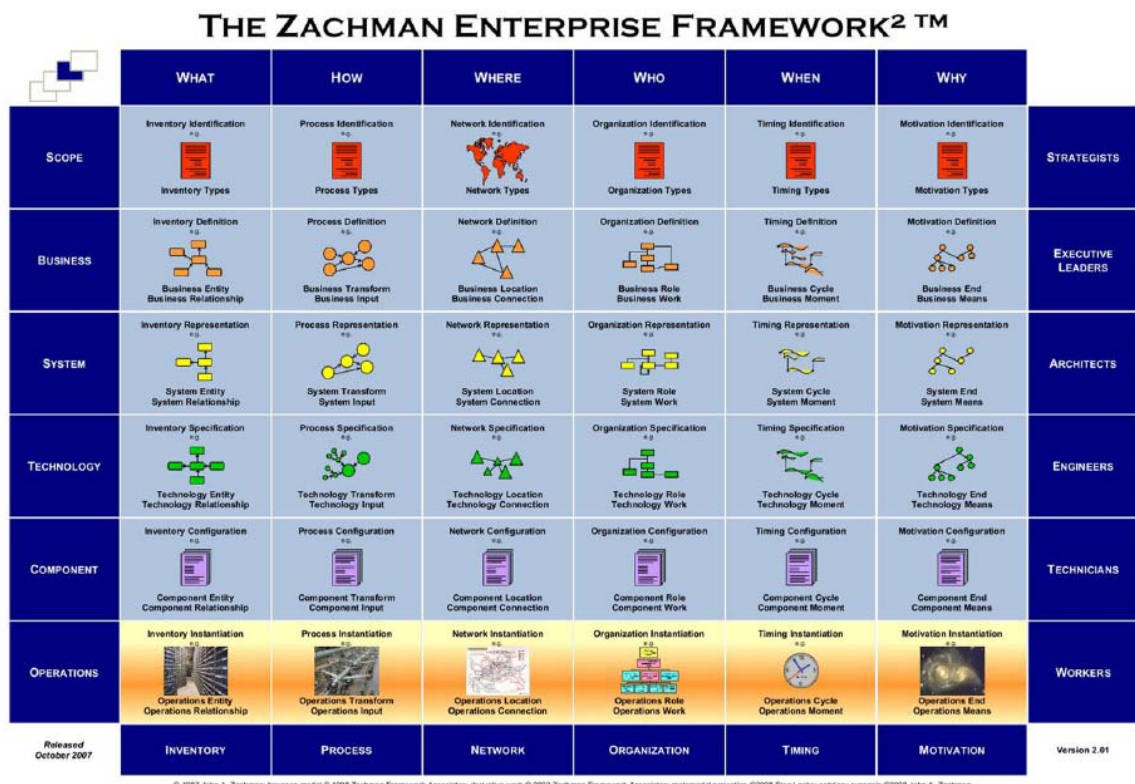 THE ZACHMAN ENTERPRISE FRAMEWORK² ™
WHAT
HOW
WHERE
WHO
WHEN
WHY
SCOPE
Inventory Identification
e.g.
Inventory Types
Process Identification
e.g.
Process Types
Network Identification
e.g.
Network Types
Organization Identification
e.g.
Organization Types
Timing Identification
e.g.
Timing Types
Motivation Identification
e.g.
Motivation Types
STRATEGISTS
BUSINESS
Inventory Definition
e.g.
Business Entity
Business Relationship
Process Definition
e.g.
Business Transform
Business Input
Network Definition
e.g.
Business Location
Business Connection
Organization Definition
e.g.
Business Role
Business Work
Timing Definition
e.g.
Business Cycle
Business Moment
Motivation Definition
e.g.
Business End
Business Means
EXECUTIVE
LEADERS
SYSTEM
Inventory Representation
e.g.
System Entity
System Relationship
Process Representation
e.g.
System Transform
System Input
Network Representation
e.g.
System Location
System Connection
Organization Representation
e.g.
System Role
System Work
Timing Representation
e.g.
System Cycle
System Moment
Motivation Representation
e.g.
System End
System Means
ARCHITECTS
TECHNOLOGY
Inventory Specification
e.g.
Technology Entity
Technology Relationship
Process Specification
e.g.
Technology Transform
Technology Input
Network Specification
e.g.
Technology Location
Technology Connection
Organization Specification
e.g.
Technology Role
Technology Work
Timing Specification
e.g.
Technology Cycle
Technology Moment
Motivation Specification
e.g.
Technology End
Technology Means
ENGINEERS
COMPONENT
Inventory Configuration
e.g.
Component Entity
Component Relationship
Process Configuration
e.g.
Component Transform
Component Input
Network Configuration
e.g.
Component Location
Component Connection
Organization Configuration
e.g.
Component Role
Component Work
Timing Configuration
e.g.
Component Cycle
Component Moment
Motivation Configuration
e.g.
Component End
Component Means
TECHNICIANS
OPERATIONS
Inventory Instantiation
e.g.
Operations Entity
Operations Relationship
Process Instantiation
e.g.
Operations Transform
Operations Input
Network Instantiation
e.g.
Operations Location
Operations Connection
Organization Instantiation
e.g.
Operations Role
Operations Work
Timing Instantiation
e.g.
Operations Cycle
Operations Moment
Motivation Instantiation
e.g.
Operations End
Operations Means
WORKERS
Released
October 2007
INVENTORY
PROCESS
NETWORK
ORGANIZATION
TIMING
MOTIVATION
Version 2.01